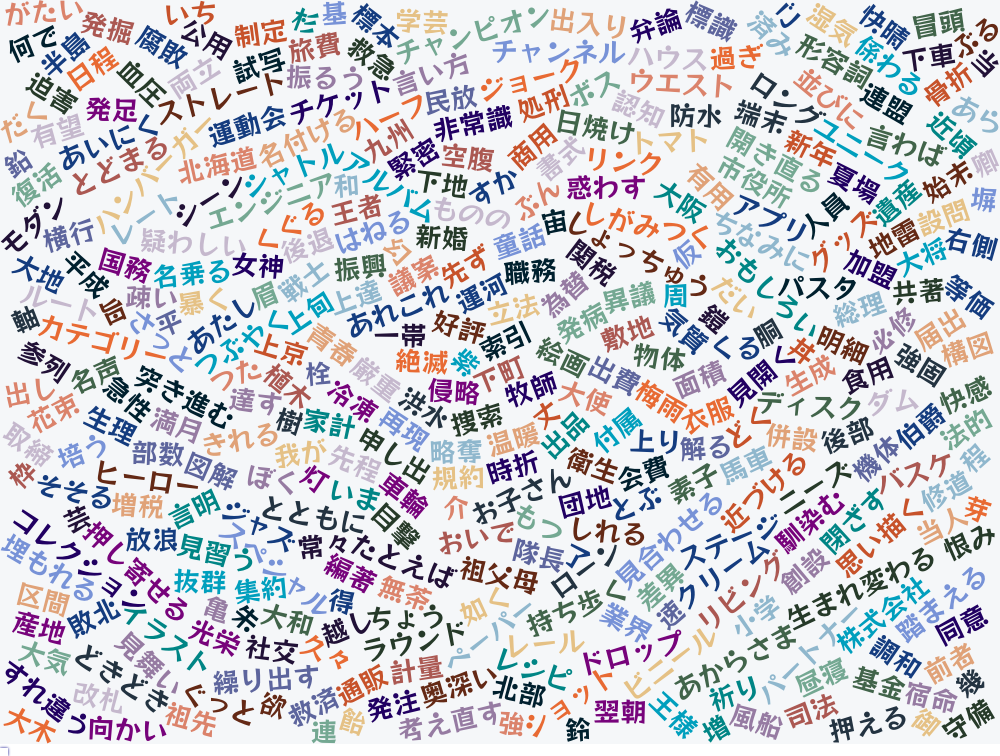 がたい
発掘
いち
公用
腐敗
何で
半島
日程
制定
た
基
標本
学芸
チャンピオン
出入り
弁論
標識
済み
湿気
快晴
冒頭
下車
ぶる
当
係わる
形容詞
旅費
試写
救急
チャンネル
ハウス
過ぎ
骨折
迫害
血圧
両立
ストレート
振るう
言い方
ジョーク
ボス
ウエスト
ロング
並びに
連盟
あら
だく
発足
有望
チケット
ハーフ
民放
処刑
認知
防水
端末
ユニーク
言わば
近頃
鉛
あいにく
運動会
名付ける
九州
非常識
商用
日焼け
トマト
開き直る
新年
夏場
卿
復活
とどまる
ハンバーガー
北海道
シャトル
緊密
空腹
書式
リンク
市役所
始末
遺産
塀
モダン
横行
シーン
エンジニア
和
アルバム
下地
すか
ぶん
惑わす
有用
大阪
アプリ
人員
設問
レート
疑わしい
くぐる
王者
ものの
宙
しがみつく
ちなみに
グッズ
地雷
右側
後退
はねる
新婚
童話
しょっちゅう
仮
おもしろい
加盟
大将
大地
平成
国務
名乗る
女神
振興
議案
先ず
職務
関税
パスタ
共著
等価
ルート
缶
疎い
暴く
眉
戦士
上達
運河
立法
為替
発病
異議
周
だい
総理
必修
軸
カテゴリー
さっと
平
あたし
上旬
あれこれ
一帯
好評
索引
敷地
気質
鎧
くる
胴
明細
届出
横図
参列
名声
つぶやく
上京
青春
厳重
絶滅
紫
絵画
出費
物体
見聞く
丼
生成
食用
強固
出し
花束
急性
突き進む
うった
植木
栓
冷凍
侵略
下町
牧師
大使
梅雨
面積
衣服
ディスク
ダム
快感
取締
生理
満月
達す
樹
家計
再現
洪水
捜索
丈
出品
付属
上り
解る
どく
併設
後部
機体
伯爵
法的
培う
部数
図解
きれる
我が
先程
申し出
略奪
温暖
衛生
会費
素子
馬車
ニーズ
バスケ
程
枠
そそる
ヒーロー
増税
言明
ぼく
灯
いま
車輪
規約
時折
介
お子さん
団地
とぶ
近づける
修道
芽
コレクション
芸
押し寄せる
放浪
見習う
ジャズ
とともに
目撃
おいで
もつ
しれる
見合わせる
ステージ
馴染む
閉ざす
思い描く
当人
恨み
埋もれる
スペシャル
常々
たとえば
隊長
アン
ローン
差異
クリーム
創設
生まれ変わる
区間
抜群
集約
編著
無茶
祖父母
持ち歩く
速
リビング
株式会社
踏まえる
産地
敗北
イラスト
亀
朱
大和
得
越し
ちょう
如く
業界
小学
同意
大気
見舞い
光栄
社交
久々
ラウンド
ペーパー
レール
ドロップ
ビニール
あからさま
ナース
調和
前者
幾
どきどき
繰り出す
通販
計量
レッピ
パート
昼寝
基金
宿命
すれ違う
改札
ぐっと
欲
救済
発注
奥深い
北部
ヨット
王様
祈り
守備
大木
向かい
祖先
連
飴
考え直す
強い
鈴
翌朝
増
風船
司法
押える